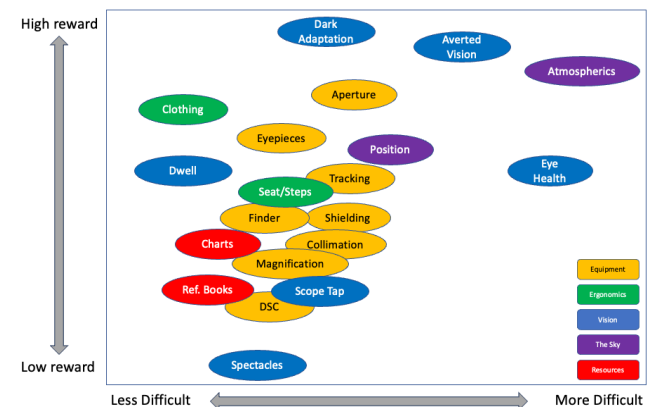 High reward
Dark
Adaptation
Averted
Vision
Atmospherics
Aperture
Clothing
Eyepieces
Position
Dwell
Eye
Health
Tracking
Seat/Steps
Finder
Shielding
Charts
Collimation
Magnification
Equipment
Ref. Books
Scope Tap
Ergonomics
DSC
Vision
The Sky
Low reward
Spectacles
Resources
Less Difficult
More Difficult